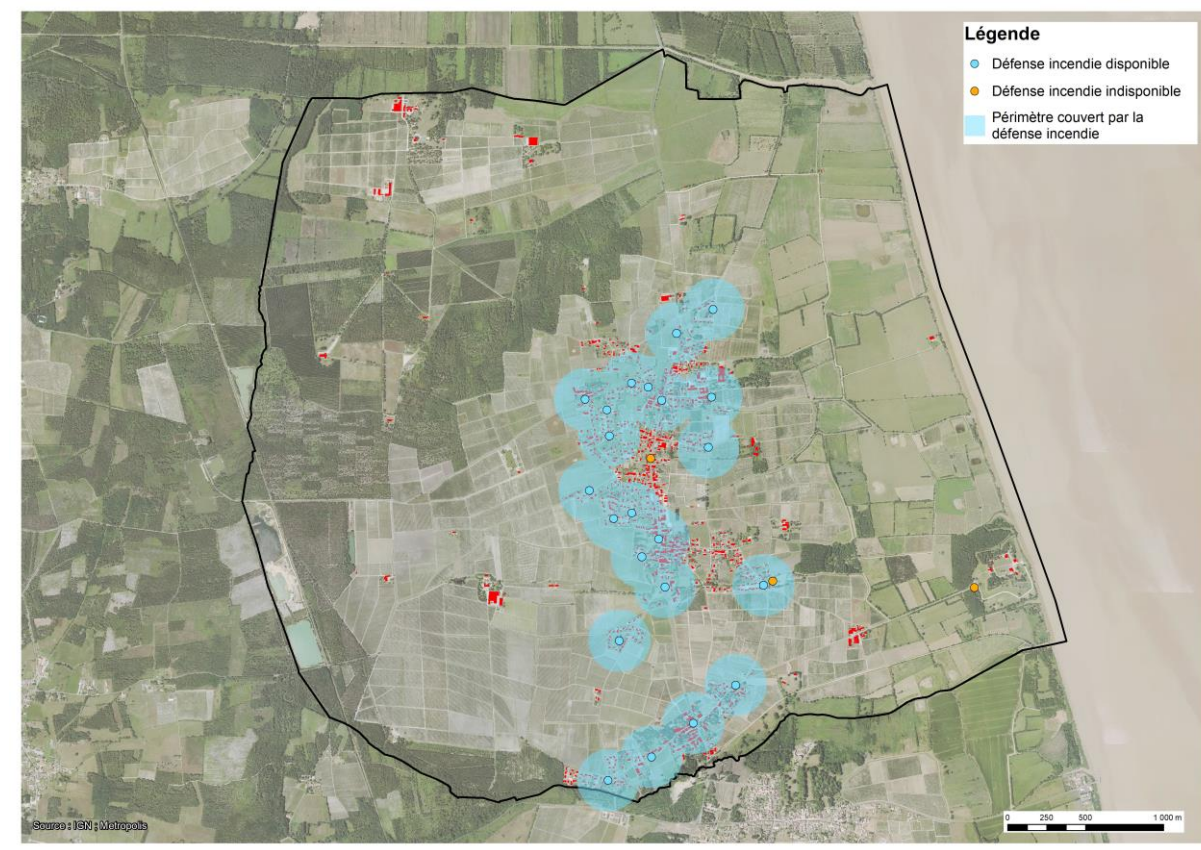 Légende
Défense incendie disponible
Défense incendie indisponible
Périmètre couvert par la
défense incendie
Source : IGN ; Metropolis
0 250 500 1 000 m